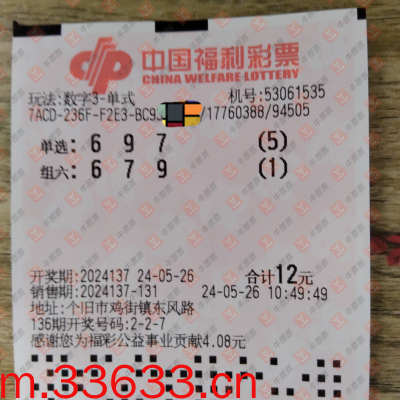 中国福利彩票
CHINA WELFARE LOTTERY
玩法:数字3-单式 机号:53061535
7ACD-236F-F2E3-BC9 /17760388/94505
单选: 6 9 7 (5)
组六: 6 7 9 (1)
开奖期:2024137 24-05-26 合计12元
销售期:2024137-131 24-05-26 10:49:49
地址:个旧市鸡街镇东风路
136期开奖号码:2-2-7
感谢您为福彩公益事业贡献4.08元
m.33633.cn